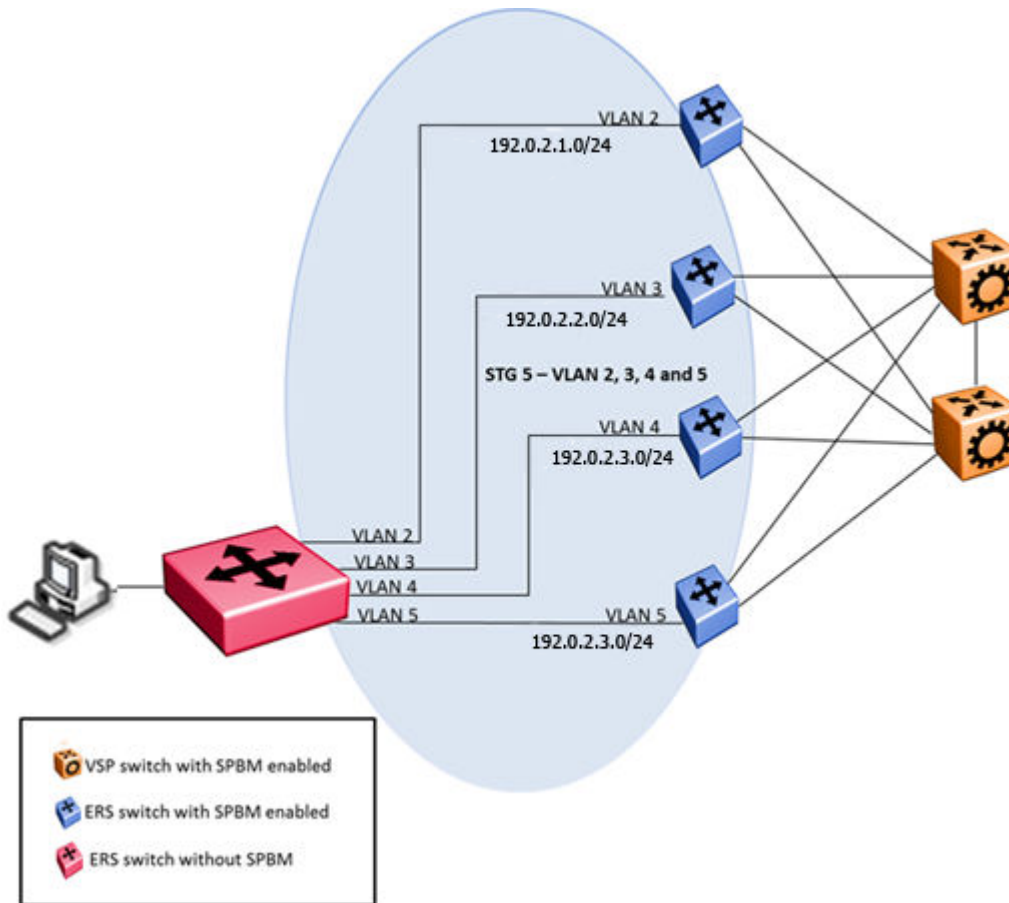 VLAN 2
192.0.2.1.0/24
VLAN 3
192.0.2.2.0/24
STG 5 – VLAN 2, 3, 4 and 5
VLAN 4
192.0.2.3.0/24
VLAN 2
VLAN 3
VLAN 4
VLAN 5
VLAN 5
192.0.2.3.0/24
VSP switch with SPBM enabled
ERS switch with SPBM enabled
ERS switch without SPBM